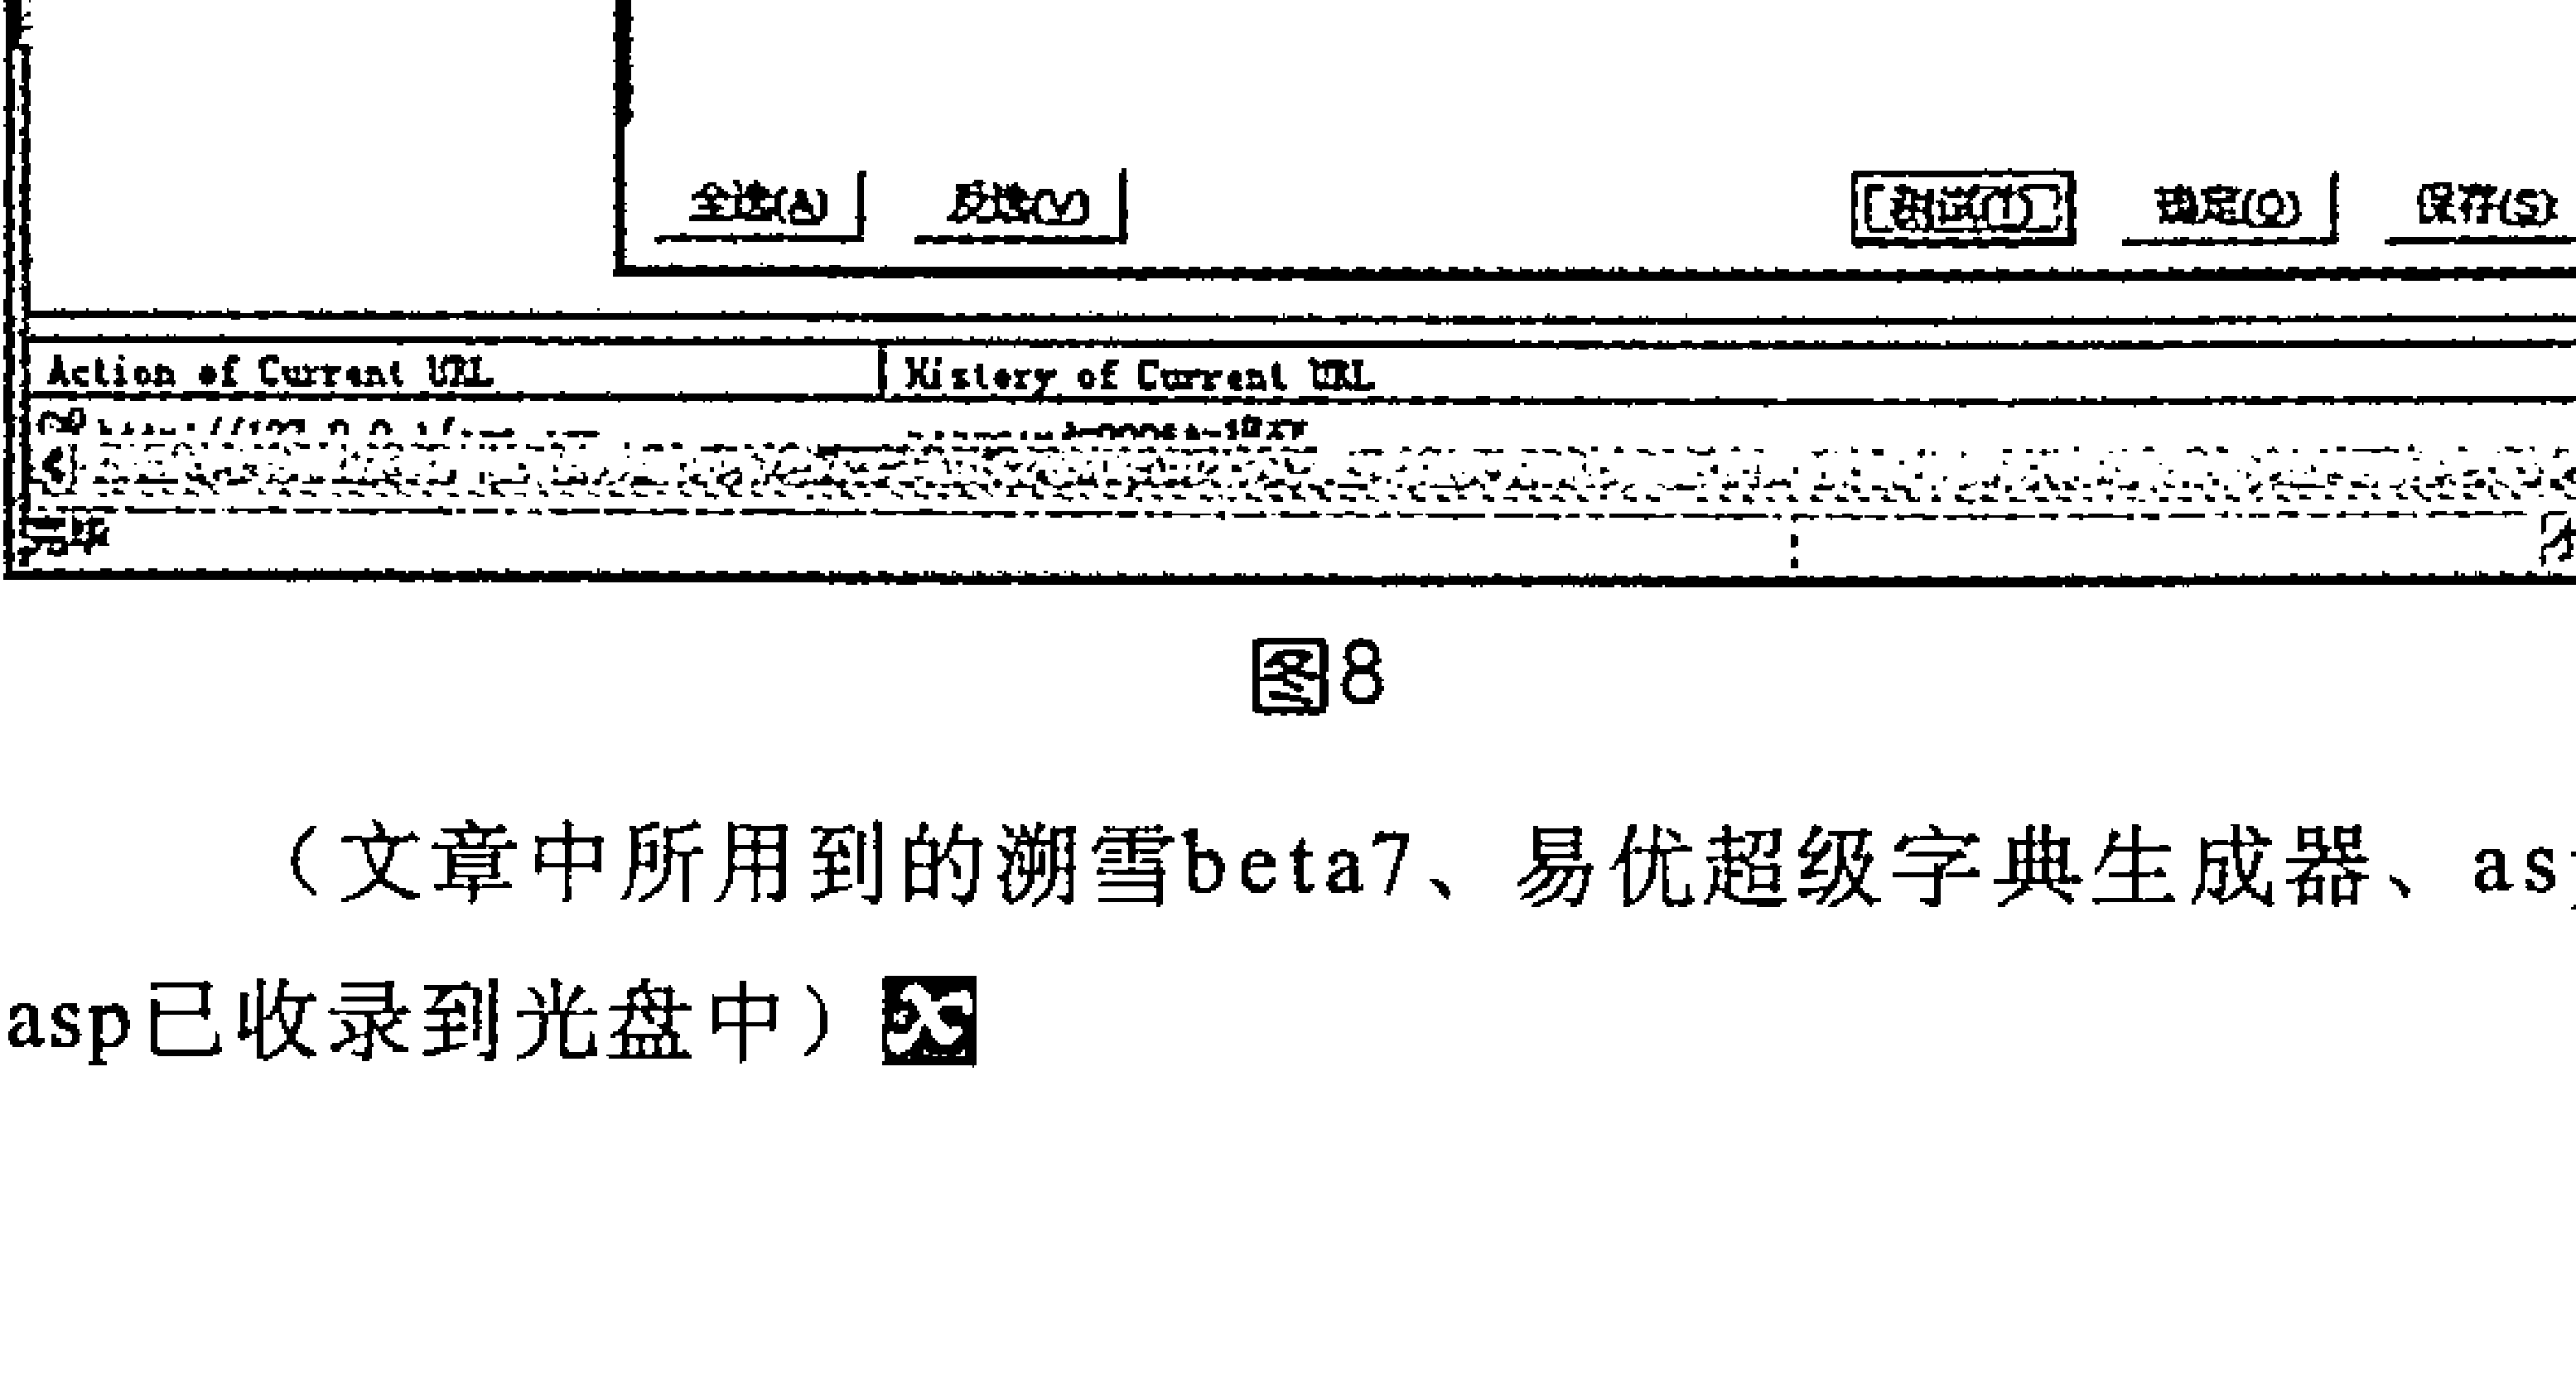 全选(A) 反选(V) 测试(T) 确定(O) 保存(S)
Action of Current URL History of Current URL
图8
（文章中所用到的溯雪beta7、易优超级字典生成器、as
asp已收录到光盘中）